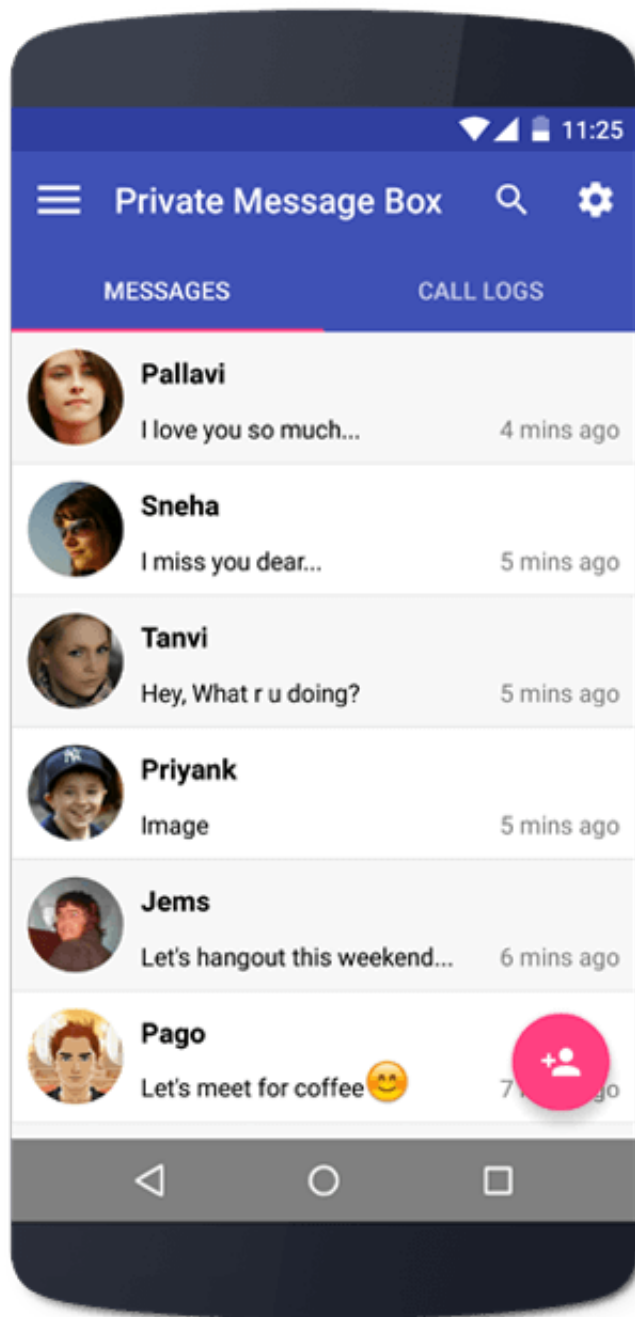 11:25
Private Message Box
MESSAGES CALL LOGS
Pallavi
I love you so much... 4 mins ago
Sneha
I miss you dear... 5 mins ago
Tanvi
Hey, What r u doing? 5 mins ago
Priyank
Image 5 mins ago
Jems
Let's hangout this weekend... 6 mins ago
Pago
Let's meet for coffee😊 7